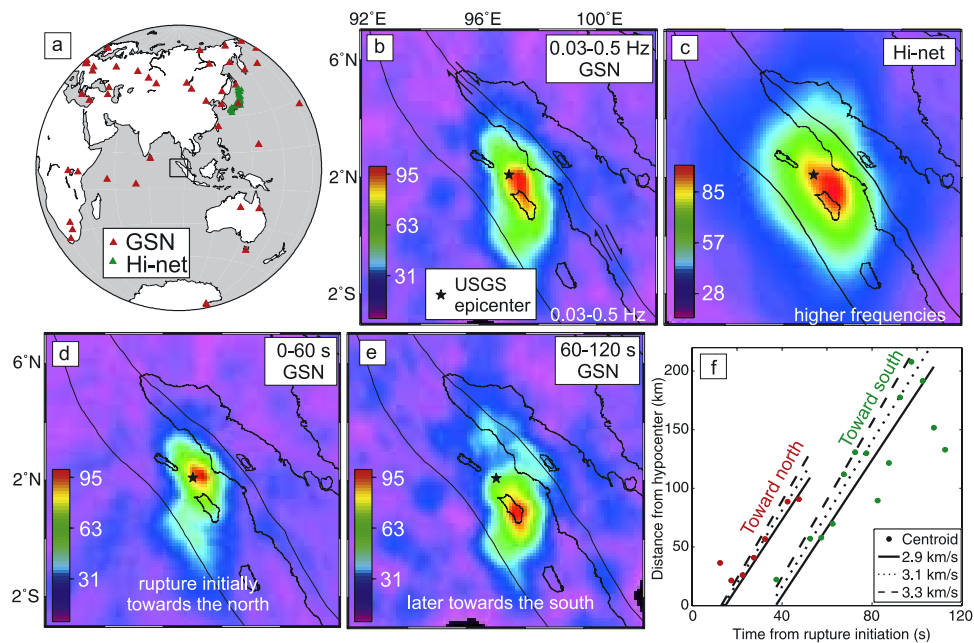 92°E
96°E
100°E
a
b
0.03-0.5 Hz
GSN
c
Hi-net
6°N
2°N
2°S
GSN
Hi-net
95
63
31
USGS
epicenter
0.03-0.5 Hz
85
57
28
higher frequencies
d
0-60 s
GSN
e
60-120 s
GSN
f
6°N
2°N
2°S
95
63
31
rupture initially
towards the north
95
63
31
later towards the south
Distance from hypocenter (km)
200
150
100
50
0
Toward north
Toward south
Centroid
2.9 km/s
3.1 km/s
3.3 km/s
0
40
80
120
Time from rupture initiation (s)